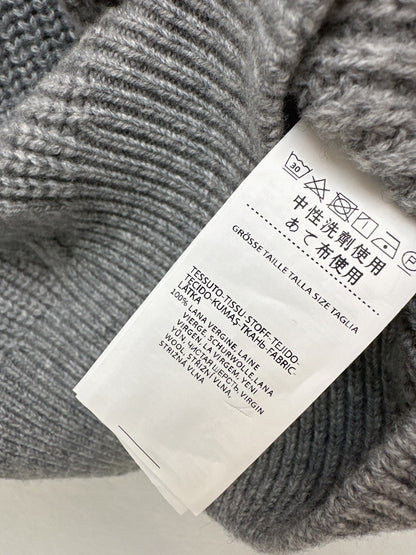 30
P
中性洗剤使用
あて布使用
GRÖSSE TAILLE TALLA SIZE TAGLIA
TESSUTO-TISSU-STOFF-TEJIDO-
TECIDO-KUMAŞ-ТКАНЬ-FABRIC-
LÁTKA
100% LANA VERGINE, LAINE
VIERGE, SCHURWOLLE, LANA
VIRGEN, LÃ VIRGEM, YENI
YÜN, ЧИСТАЯ ШЕРСТЬ, VIRGIN
WOOL, STŘIŽNÍ VLNA,
STRIŽNÁ VLNA